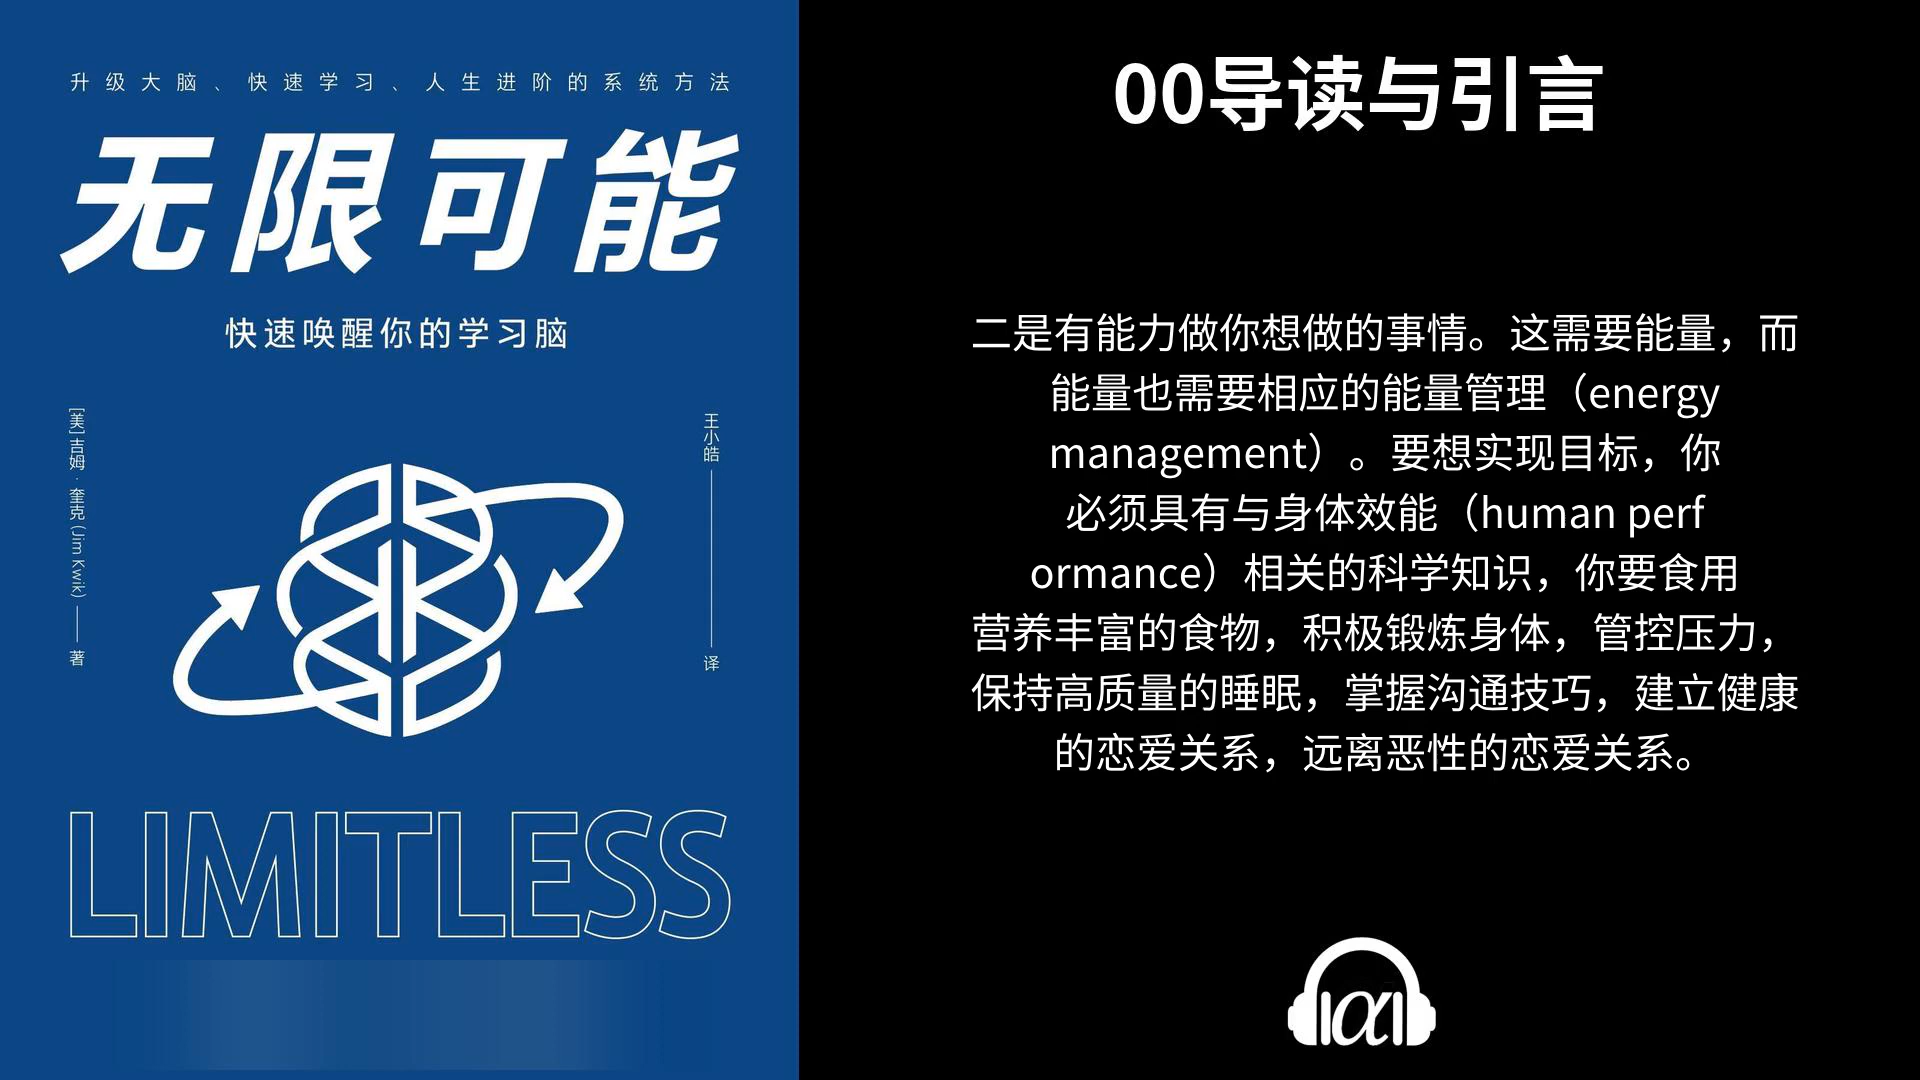 升级大脑、快速学习、人生进阶的系统方法
无限可能
快速唤醒你的学习脑
[美]吉姆·奎克(Jim Kwik)——著
王小皓——译
LIMITLESS
00导读与引言
二是有能力做你想做的事情。这需要能量，而
能量也需要相应的能量管理（energy
management）。要想实现目标，你
必须具有与身体效能（human perf
ormance）相关的科学知识，你要食用
营养丰富的食物，积极锻炼身体，管控压力，
保持高质量的睡眠，掌握沟通技巧，建立健康
的恋爱关系，远离恶性的恋爱关系。
α